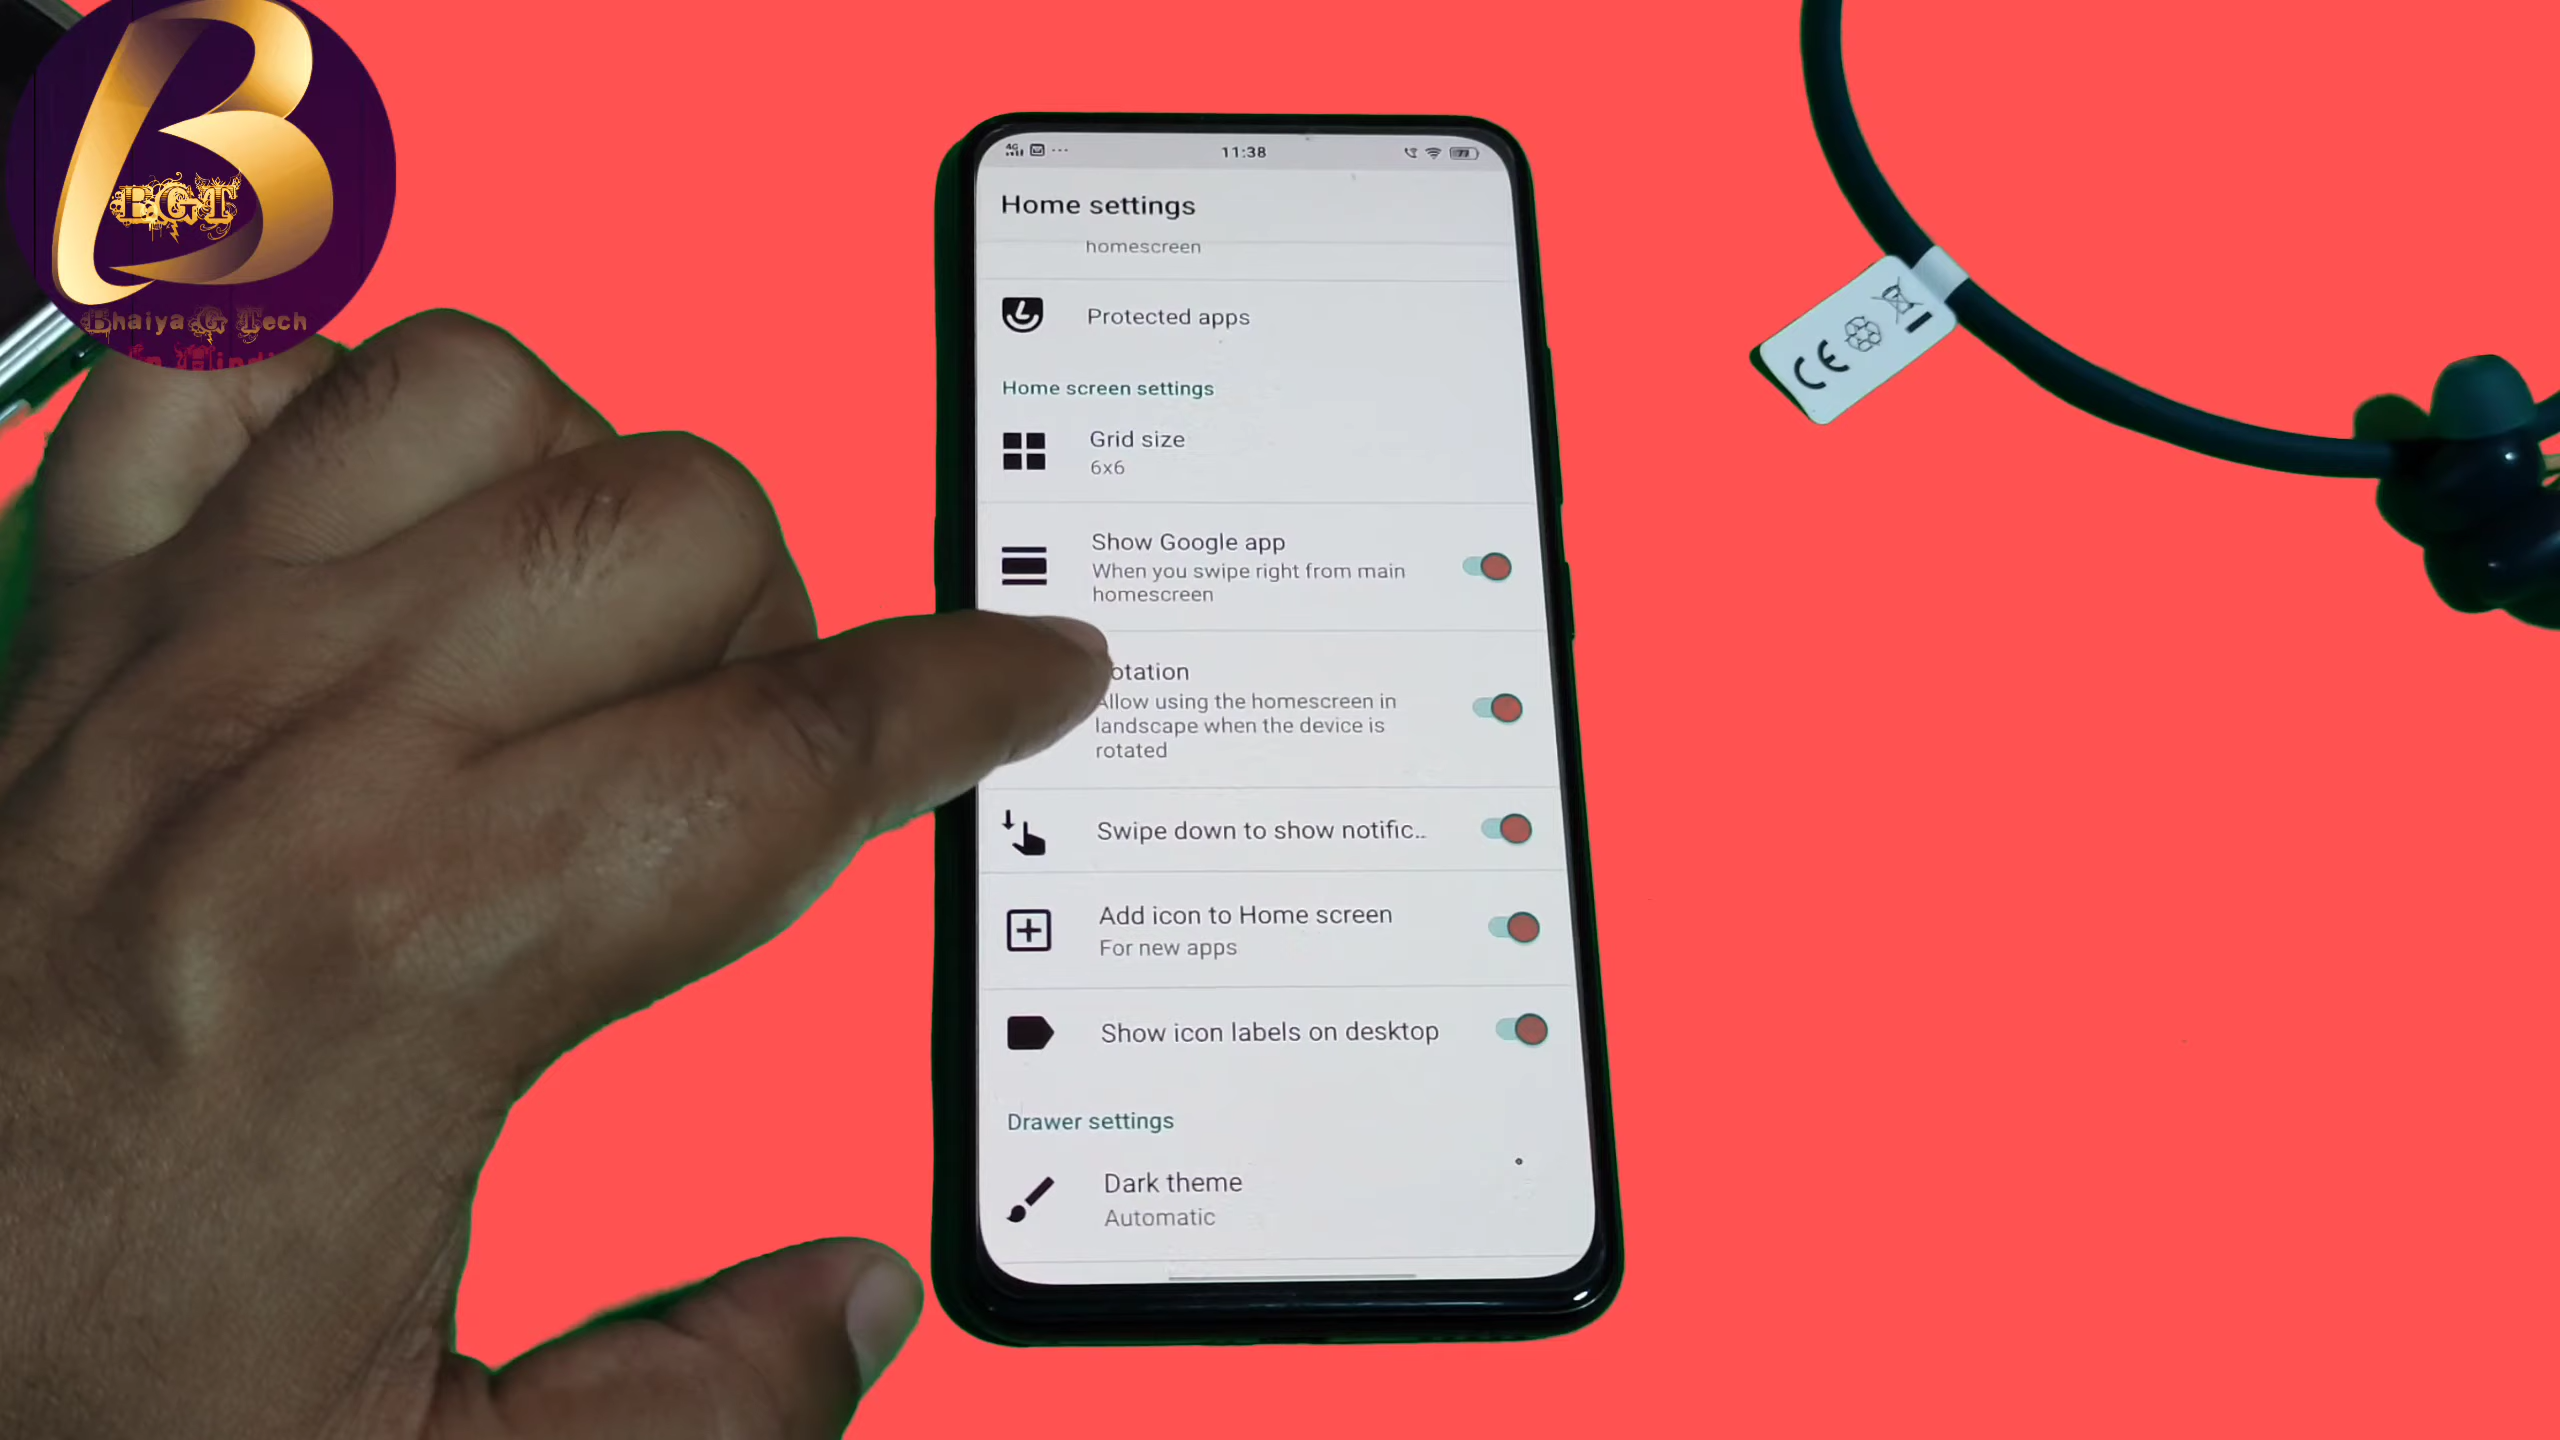 BGT
Bhaiya G Tech
In Hindi
11:38
Home settings
homescreen
Protected apps
Home screen settings
Grid size
6x6
Show Google app
When you swipe right from main
homescreen
otation
Allow using the homescreen in
landscape when the device is
rotated
Swipe down to show notific..
Add icon to Home screen
For new apps
Show icon labels on desktop
Drawer settings
Dark theme
Automatic
CE